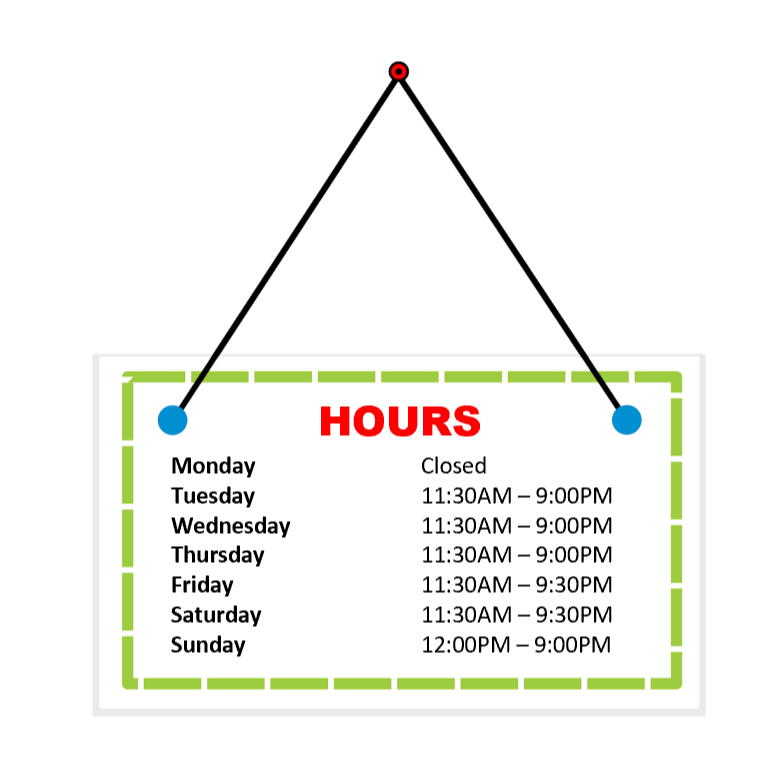 HOURS
Monday Closed
Tuesday 11:30AM – 9:00PM
Wednesday 11:30AM – 9:00PM
Thursday 11:30AM – 9:00PM
Friday 11:30AM – 9:30PM
Saturday 11:30AM – 9:30PM
Sunday 12:00PM – 9:00PM